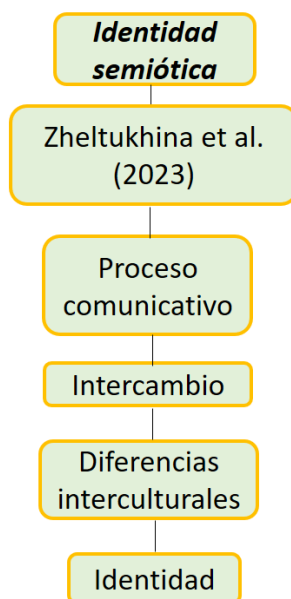 Identidad
semiótica
Zheltukhina et al.
(2023)
Proceso
comunicativo
Intercambio
Diferencias
interculturales
Identidad